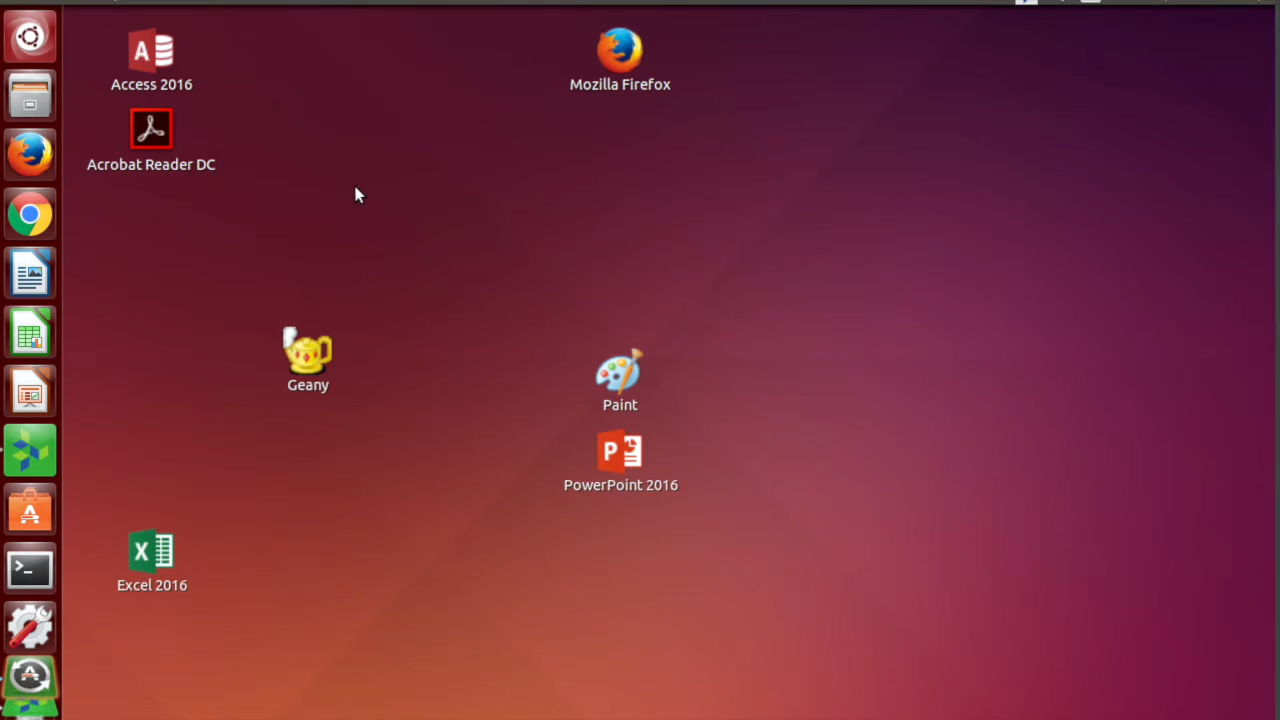 Access 2016
Mozilla Firefox
Acrobat Reader DC
Geany
Paint
PowerPoint 2016
Excel 2016